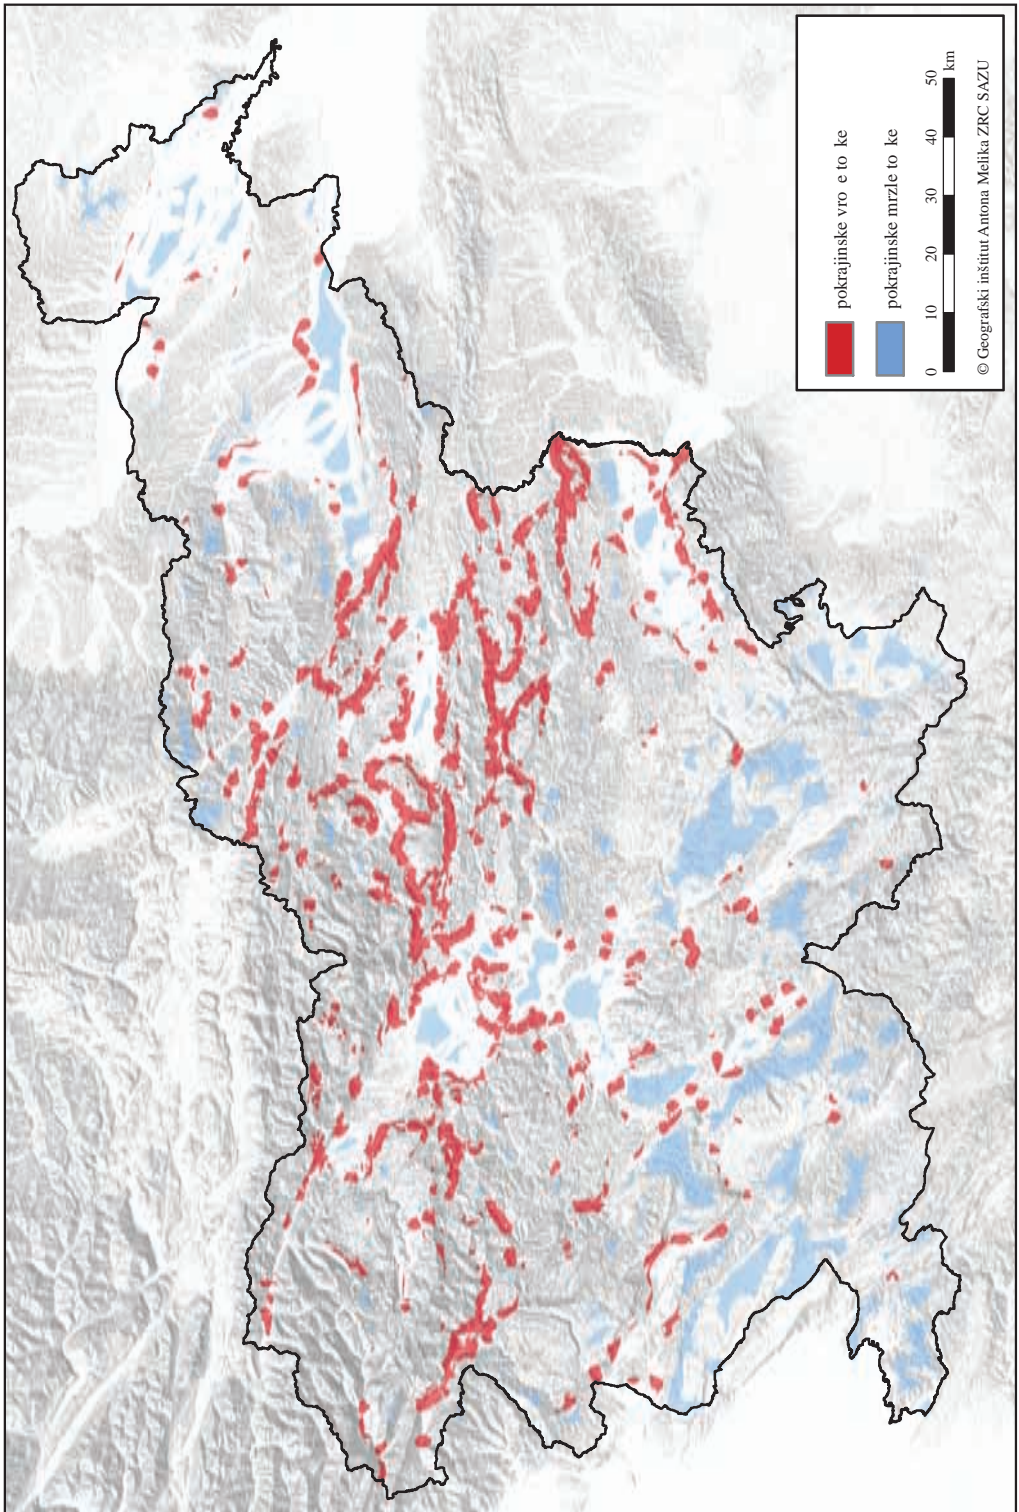 pokrajinske vro e to ke
pokrajinske mrzle to ke
0 10 20 30 40 50 km
© Geografski inštitut Antona Melika ZRC SAZU